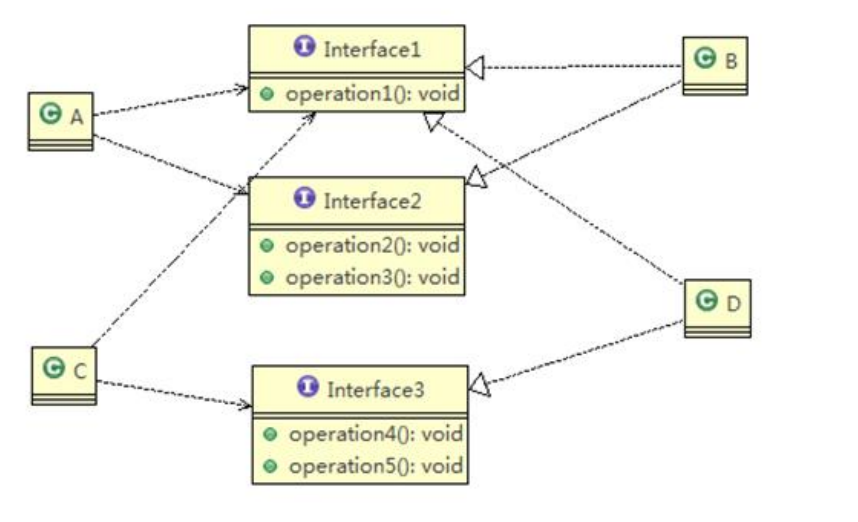 I Interface1
operation1(): void
C B
C A
I Interface2
operation2(): void
operation3(): void
C D
C C
I Interface3
operation4(): void
operation5(): void